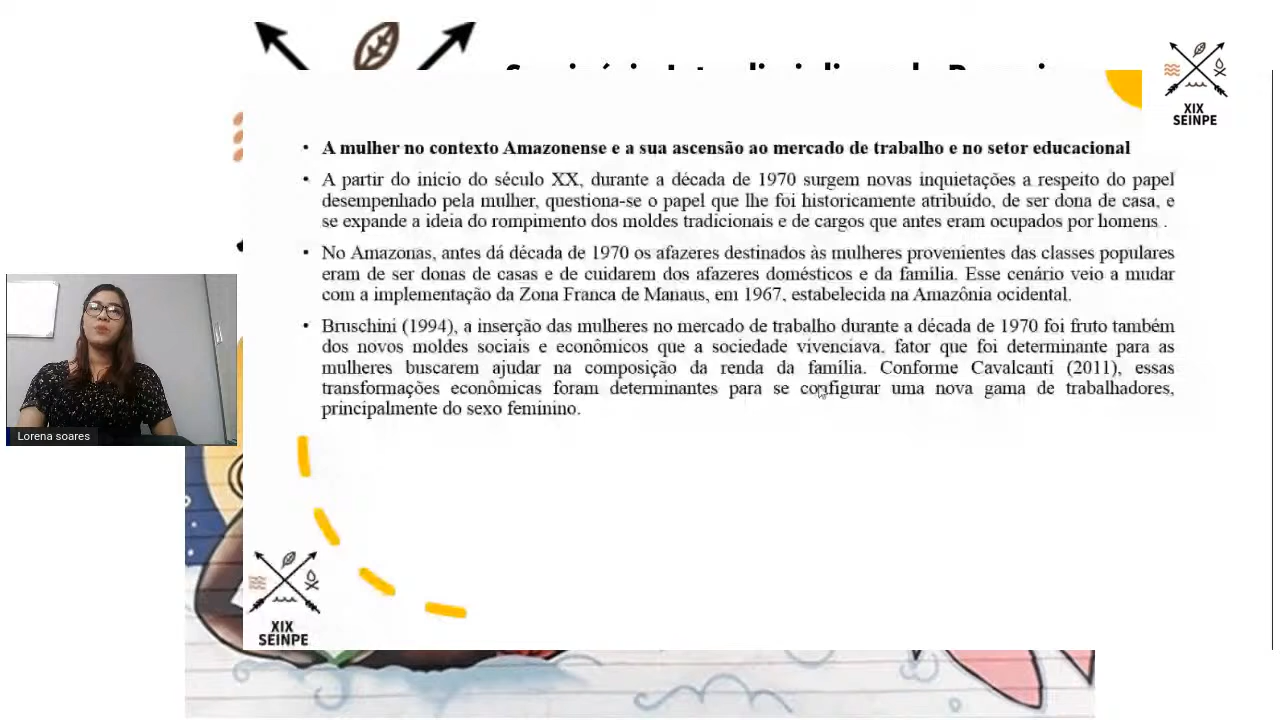 XIX
SEINPE
• A mulher no contexto Amazonense e a sua ascensão ao mercado de trabalho e no setor educacional
• A partir do inicio do século XX, durante a década de 1970 surgem novas inquietações a respeito do papel
desempenhado pela mulher, questiona-se o papel que lhe foi historicamente atribuído, de ser dona de casa, e
se expande a ideia do rompimento dos moldes tradicionais e de cargos que antes eram ocupados por homens .
• No Amazonas, antes dá década de 1970 os afazeres destinados às mulheres provenientes das classes populares
eram de ser donas de casas e de cuidarem dos afazeres domésticos e da família. Esse cenário veio a mudar
com a implementação da Zona Franca de Manaus, em 1967, estabelecida na Amazônia ocidental.
• Bruschini (1994), a inserção das mulheres no mercado de trabalho durante a década de 1970 foi fruto também
dos novos moldes sociais e econômicos que a sociedade vivenciava, fator que foi determinante para as
mulheres buscarem ajudar na composição da renda da família. Conforme Cavalcanti (2011), essas
transformações econômicas foram determinantes para se configurar uma nova gama de trabalhadores,
principalmente do sexo feminino.
Lorena soares
XIX
SEINPE